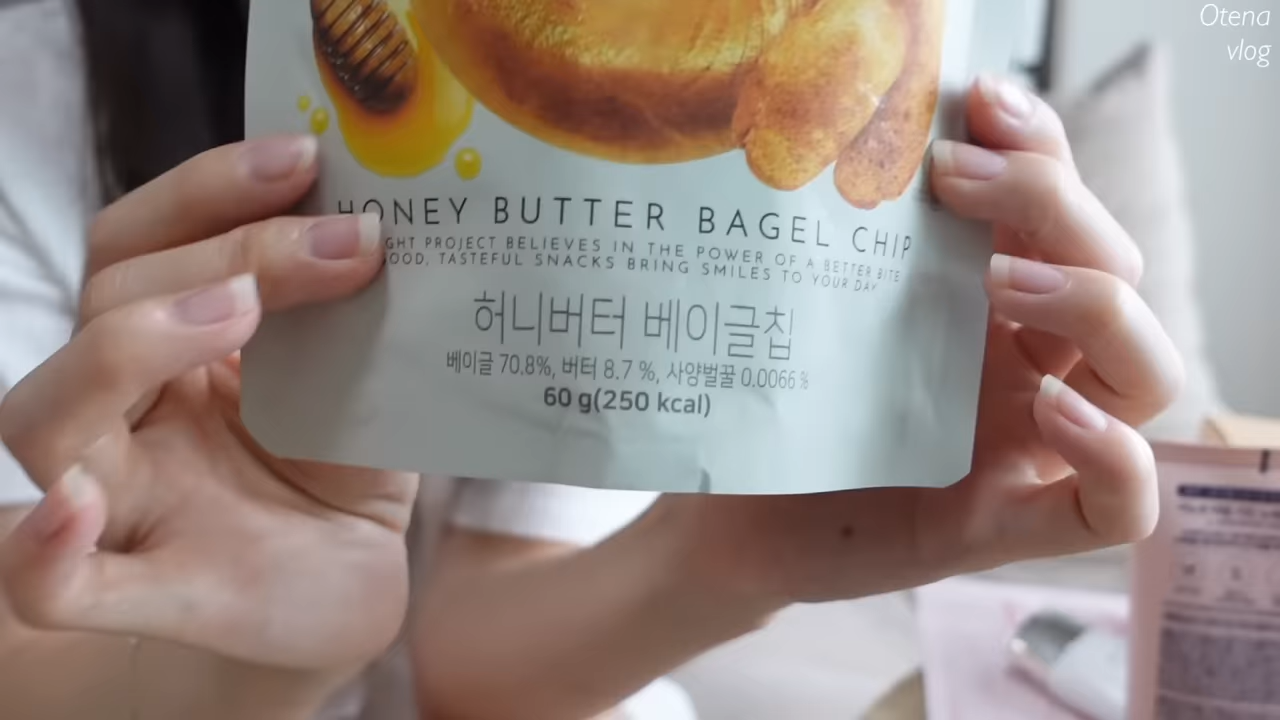 Otena
vlog
HONEY BUTTER BAGEL CHIP
GHT PROJECT BELIEVES IN THE POWER OF A BETTER BITE
OOD, TASTEFUL SNACKS BRING SMILES TO YOUR DAY
허니버터 베이글칩
베이글 70.8%, 버터 8.7 %, 사양벌꿀 0.0066 %
60 g(250 kcal)